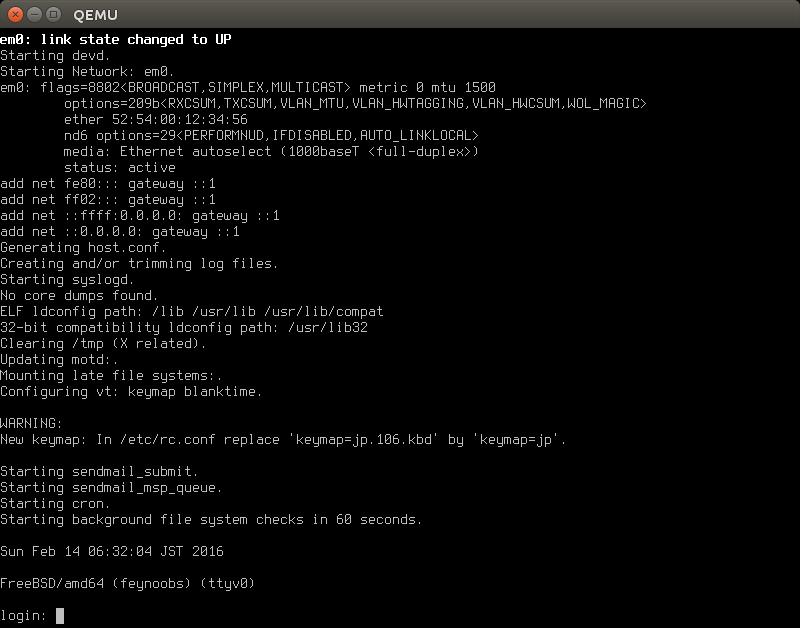 QEMU
em0: link state changed to UP
Starting devd.
Starting Network: em0.
em0: flags=8802<BROADCAST,SIMPLEX,MULTICAST> metric 0 mtu 1500
options=209b<RXCSUM,TXCSUM,VLAN_MTU,VLAN_HWTAGGING,VLAN_HWCSUM,WOL_MAGIC>
ether 52:54:00:12:34:56
nd6 options=29<PERFORMNUD,IFDISABLED,AUTO_LINKLOCAL>
media: Ethernet autoselect (1000baseT <full-duplex>)
status: active
add net fe80::: gateway ::1
add net ff02::: gateway ::1
add net ::ffff:0.0.0.0: gateway ::1
add net ::0.0.0.0: gateway ::1
Generating host.conf.
Creating and/or trimming log files.
Starting syslogd.
No core dumps found.
ELF ldconfig path: /lib /usr/lib /usr/lib/compat
32-bit compatibility ldconfig path: /usr/lib32
Clearing /tmp (X related).
Updating motd:.
Mounting late file systems:.
Configuring vt: keymap blanktime.
WARNING:
New keymap: In /etc/rc.conf replace 'keymap=jp.106.kbd' by 'keymap=jp'.
Starting sendmail_submit.
Starting sendmail_msp_queue.
Starting cron.
Starting background file system checks in 60 seconds.
Sun Feb 14 06:32:04 JST 2016
FreeBSD/amd64 (feynoobs) (ttyv0)
login: